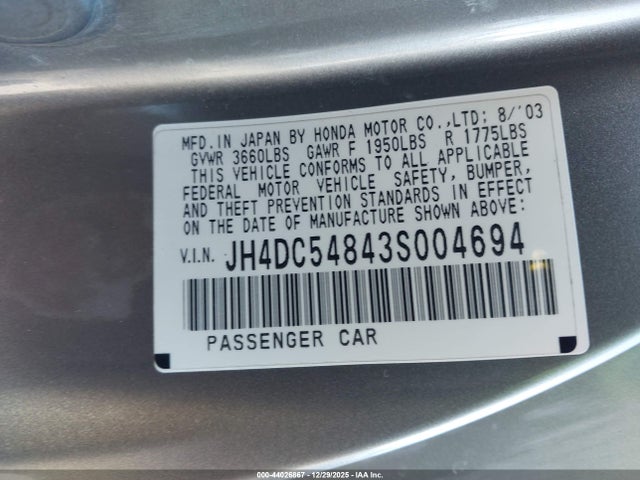 MFD. IN JAPAN BY HONDA MOTOR CO.,LTD: 8/'03
GVWR 3660LBS GAWR F 1950LBS R 1775LBS
THIS VEHICLE CONFORMS TO ALL APPLICABLE
FEDERAL MOTOR VEHICLE SAFETY, BUMPER,
AND THEFT PREVENTION STANDARDS IN EFFECT
ON THE DATE OF MANUFACTURE SHOWN ABOVE:
V.I.N. JH4DC54843S004694
PASSENGER CAR
000-44026867 - 12/29/2025 - IAA Inc.